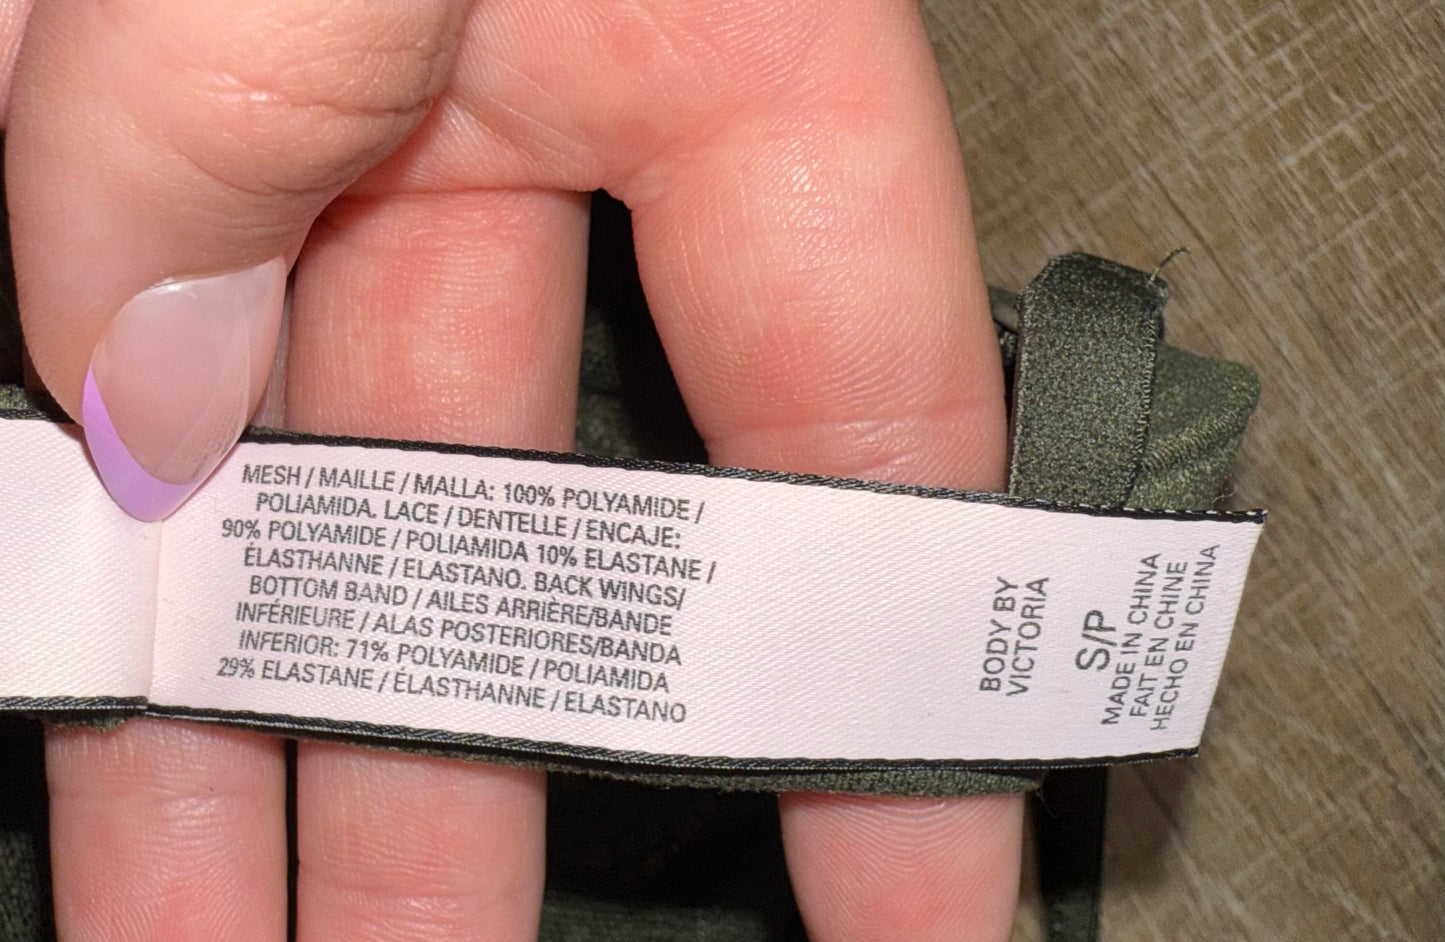 MESH / MAILLE / MALLA: 100% POLYAMIDE /
POLIAMIDA. LACE / DENTELLE / ENCAJE:
90% POLYAMIDE / POLIAMIDA 10% ELASTANE /
ÉLASTHANNE / ELASTANO. BACK WINGS/
BOTTOM BAND / AILES ARRIÈRE/BANDE
INFÉRIEURE / ALAS POSTERIORES/BANDA
INFERIOR: 71% POLYAMIDE / POLIAMIDA
29% ELASTANE / ÉLASTHANNE / ELASTANO
BODY BY
VICTORIA
S/P
MADE IN CHINA
FAIT EN CHINE
HECHO EN CHINA